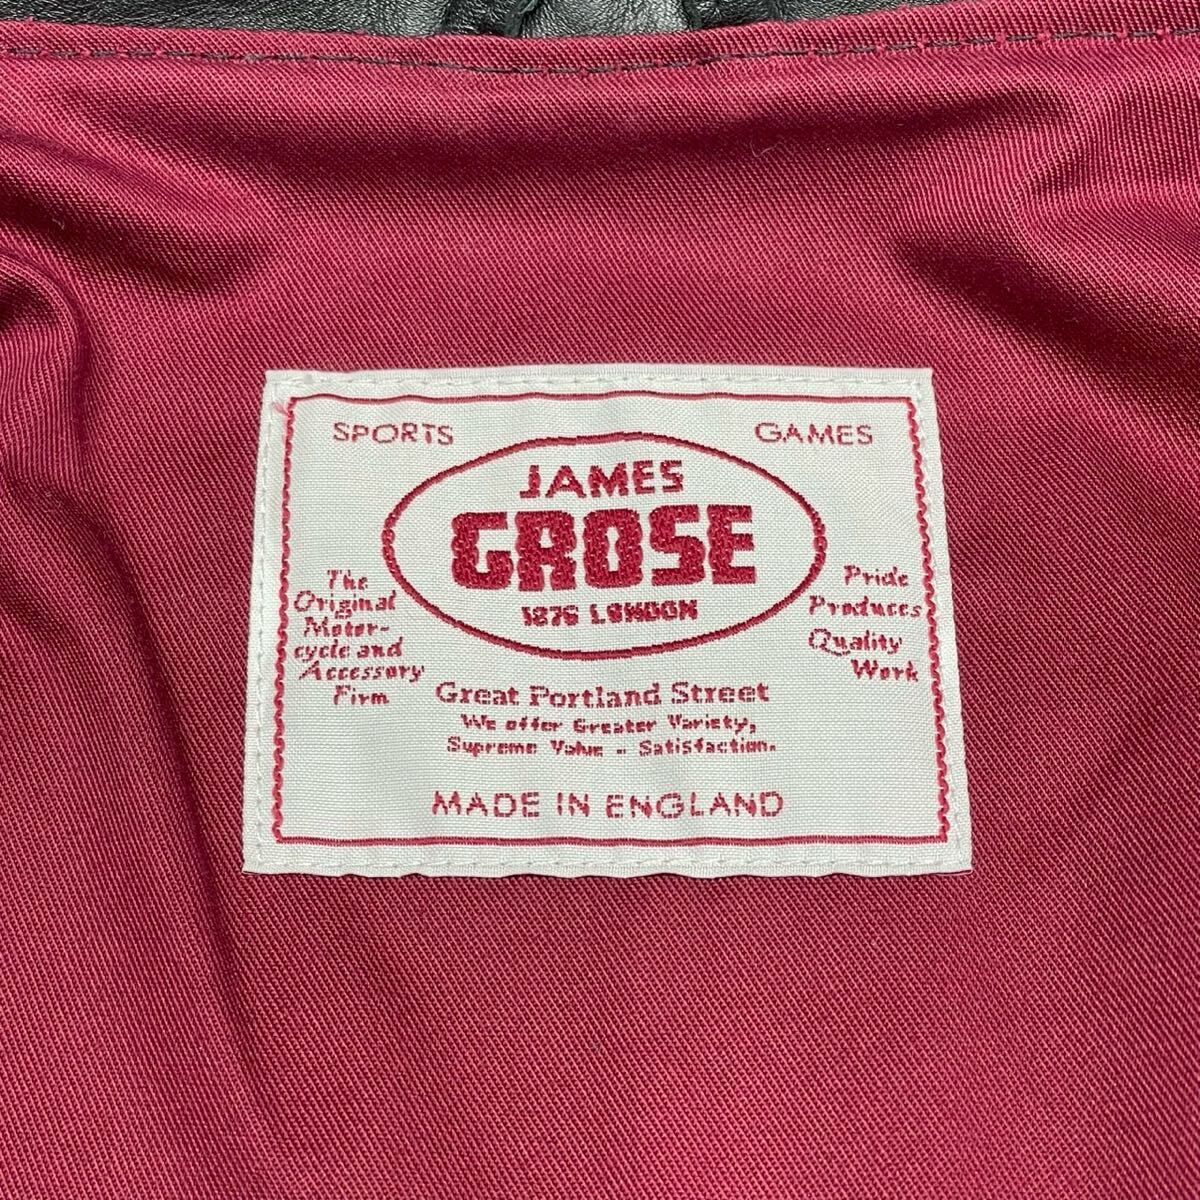 SPORTS GAMES
JAMES
GROSE
1876 LONDON
The
Original
Motor-
cycle and
Accessory
Firm
Pride
Produces
Quality
Work
Great Portland Street
We offer Greater Variety,
Supreme Value - Satisfaction.
MADE IN ENGLAND